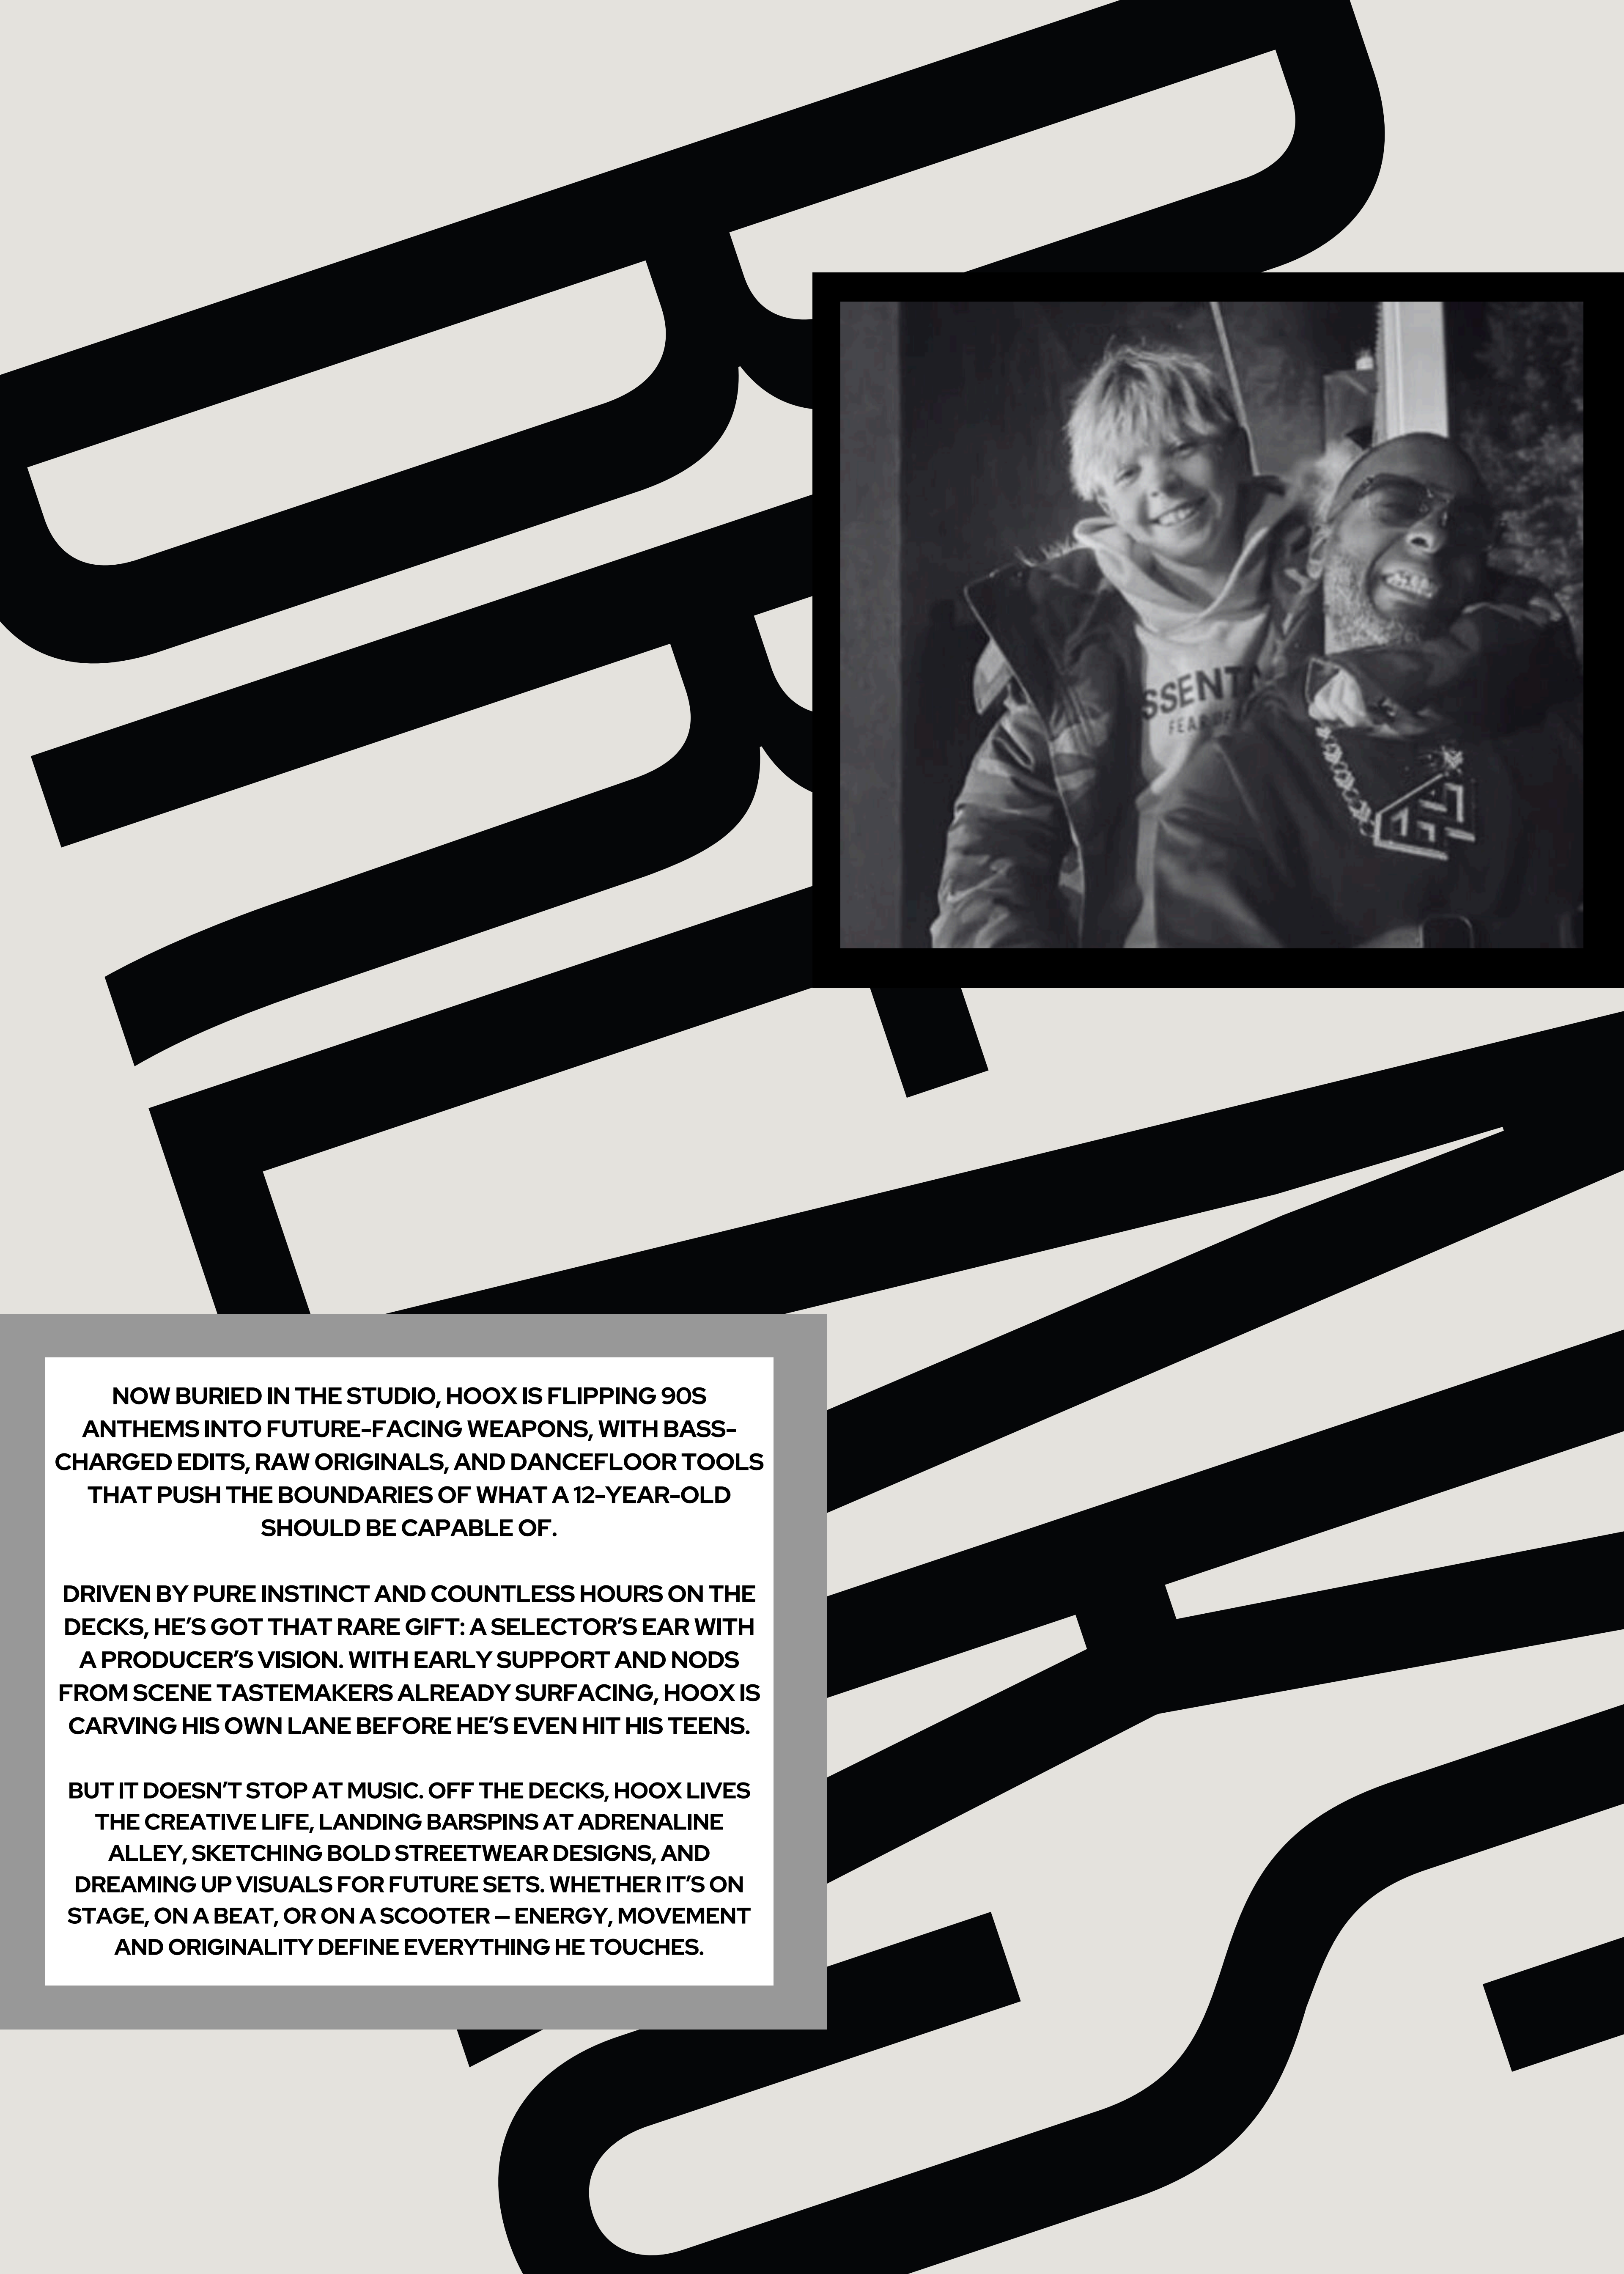 BREAKS
SSENT
FEAR OF
NOW BURIED IN THE STUDIO, HOOX IS FLIPPING 90S
ANTHEMS INTO FUTURE-FACING WEAPONS, WITH BASS-
CHARGED EDITS, RAW ORIGINALS, AND DANCEFLOOR TOOLS
THAT PUSH THE BOUNDARIES OF WHAT A 12-YEAR-OLD
SHOULD BE CAPABLE OF.
DRIVEN BY PURE INSTINCT AND COUNTLESS HOURS ON THE
DECKS, HE’S GOT THAT RARE GIFT: A SELECTOR’S EAR WITH
A PRODUCER’S VISION. WITH EARLY SUPPORT AND NODS
FROM SCENE TASTEMAKERS ALREADY SURFACING, HOOX IS
CARVING HIS OWN LANE BEFORE HE’S EVEN HIT HIS TEENS.
BUT IT DOESN’T STOP AT MUSIC. OFF THE DECKS, HOOX LIVES
THE CREATIVE LIFE, LANDING BARSPINS AT ADRENALINE
ALLEY, SKETCHING BOLD STREETWEAR DESIGNS, AND
DREAMING UP VISUALS FOR FUTURE SETS. WHETHER IT’S ON
STAGE, ON A BEAT, OR ON A SCOOTER — ENERGY, MOVEMENT
AND ORIGINALITY DEFINE EVERYTHING HE TOUCHES.